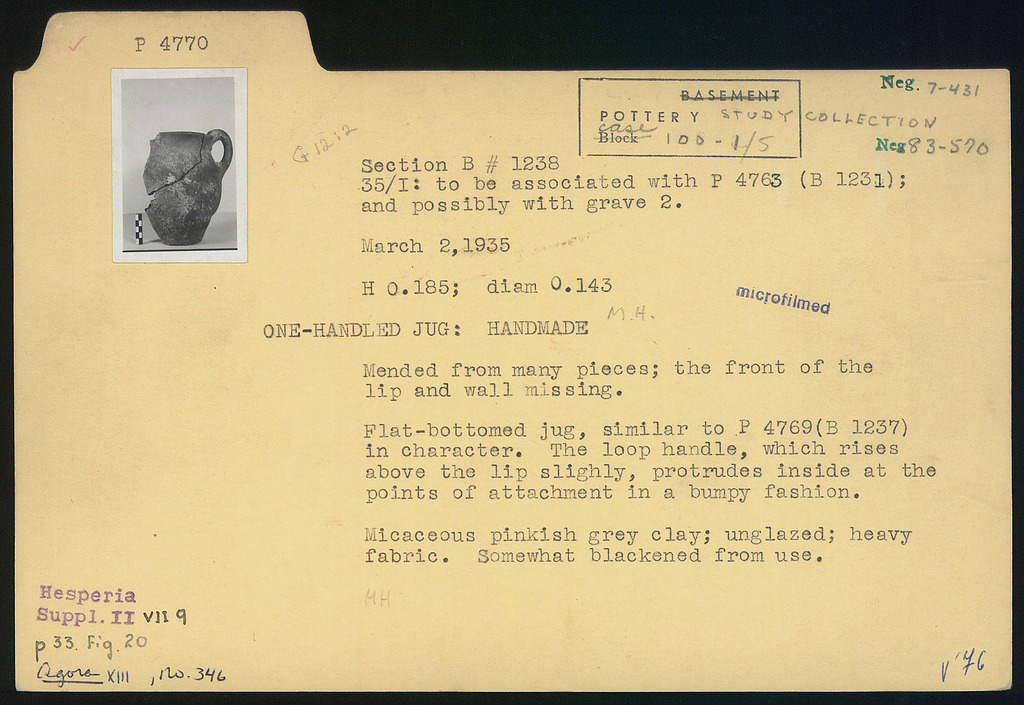 P 4770
Neg. 7-431
BASEMENT
POTTERY STUDY COLLECTION
case
Block 100-1/5
Neg 83-570
G 12:12
Section B # 1238
35/I: to be associated with P 4763 (B 1231);
and possibly with grave 2.
March 2,1935
H 0.185; diam 0.143
microfilmed
M.H.
ONE-HANDLED JUG: HANDMADE
Mended from many pieces; the front of the
lip and wall missing.
Flat-bottomed jug, similar to P 4769(B 1237)
in character. The loop handle, which rises
above the lip slighly, protrudes inside at the
points of attachment in a bumpy fashion.
Micaceous pinkish grey clay; unglazed; heavy
fabric. Somewhat blackened from use.
MH
Hesperia
Suppl. II VII 9
p 33. Fig. 20
Agora XIII, No. 346
V '76